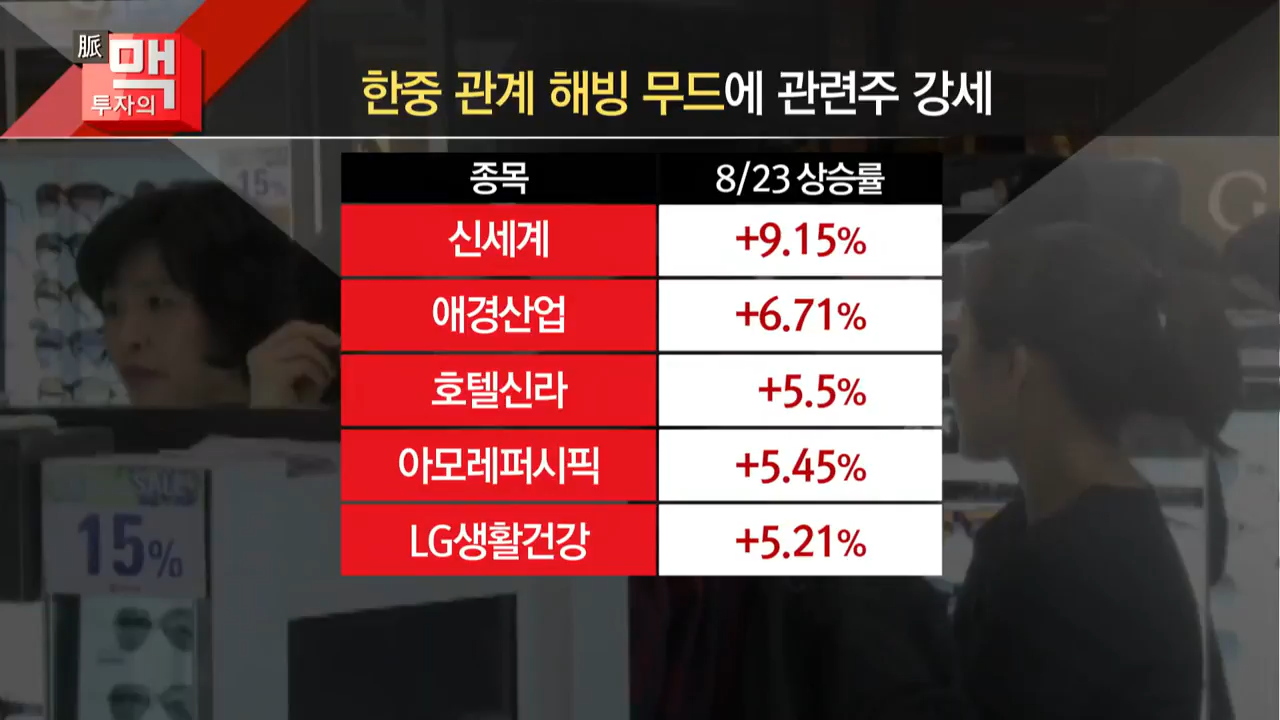 脈
맥
투자의
한중 관계 해빙 무드에 관련주 강세
종목 8/23 상승률
신세계 +9.15%
애경산업 +6.71%
호텔신라 +5.5%
아모레퍼시픽 +5.45%
LG생활건강 +5.21%
15%
G
SALE
15%